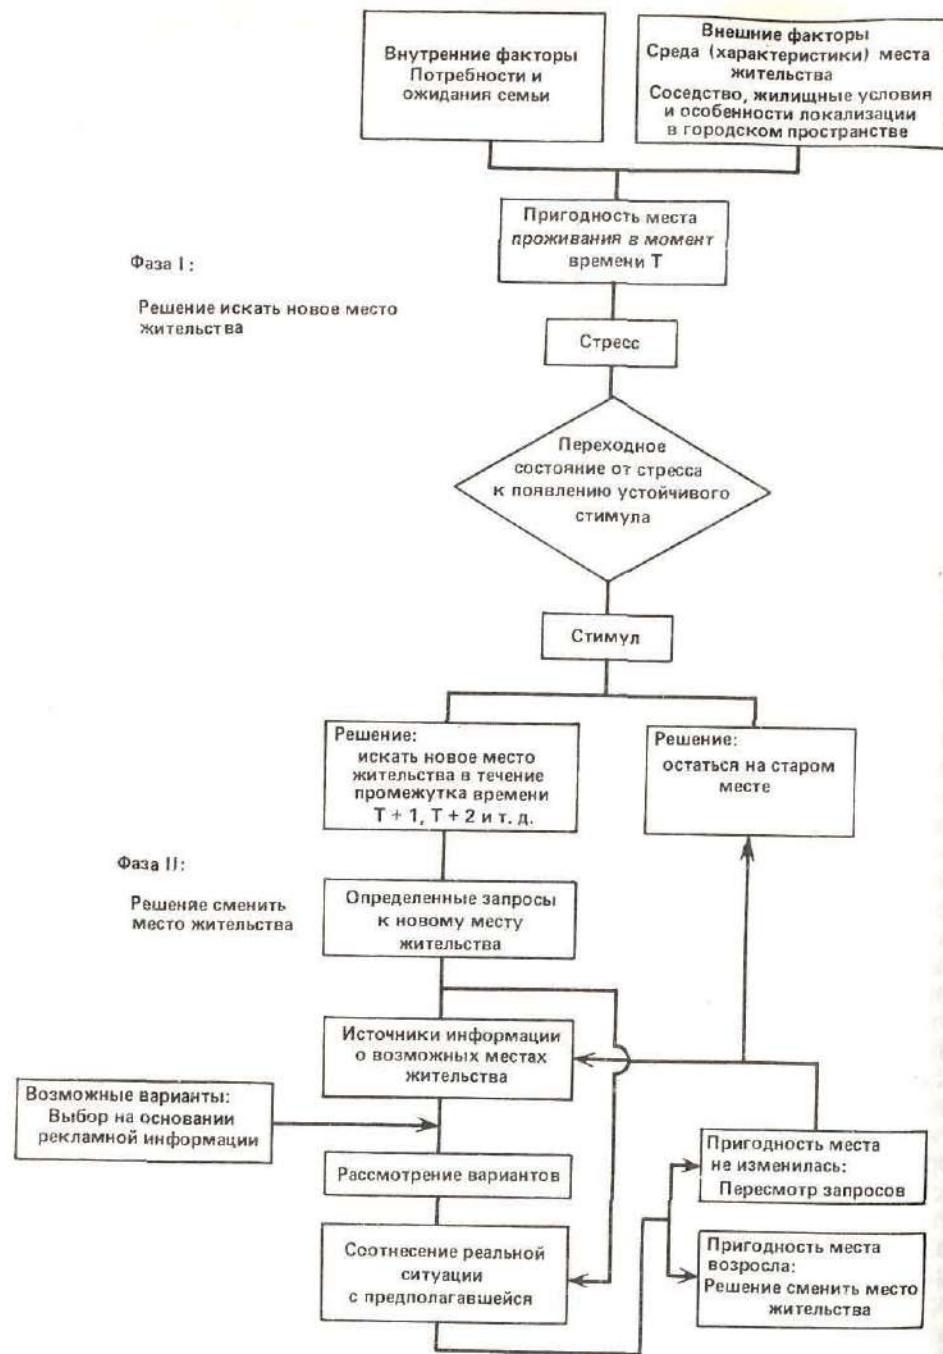 Внутренние факторы
Потребности и
ожидания семьи
Внешние факторы
Среда (характеристики) места
жительства
Соседство, жилищные условия
и особенности локализации
в городском пространстве
Пригодность места
проживания в момент
времени Т
Фаза I:
Решение искать новое место
жительства
Стресс
Переходное
состояние от стресса
к появлению устойчивого
стимула
Стимул
Решение:
искать новое место
жительства в течение
промежутка времени
Т + 1, Т + 2 и т. д.
Решение:
остаться на старом
месте
Фаза II:
Решение сменить
место жительства
Определенные запросы
к новому месту
жительства
Источники информации
о возможных местах
жительства
Возможные варианты:
Выбор на основании
рекламной информации
Рассмотрение вариантов
Пригодность места
не изменилась:
Пересмотр запросов
Соотнесение реальной
ситуации
с предполагавшейся
Пригодность места
возросла:
Решение сменить место
жительства